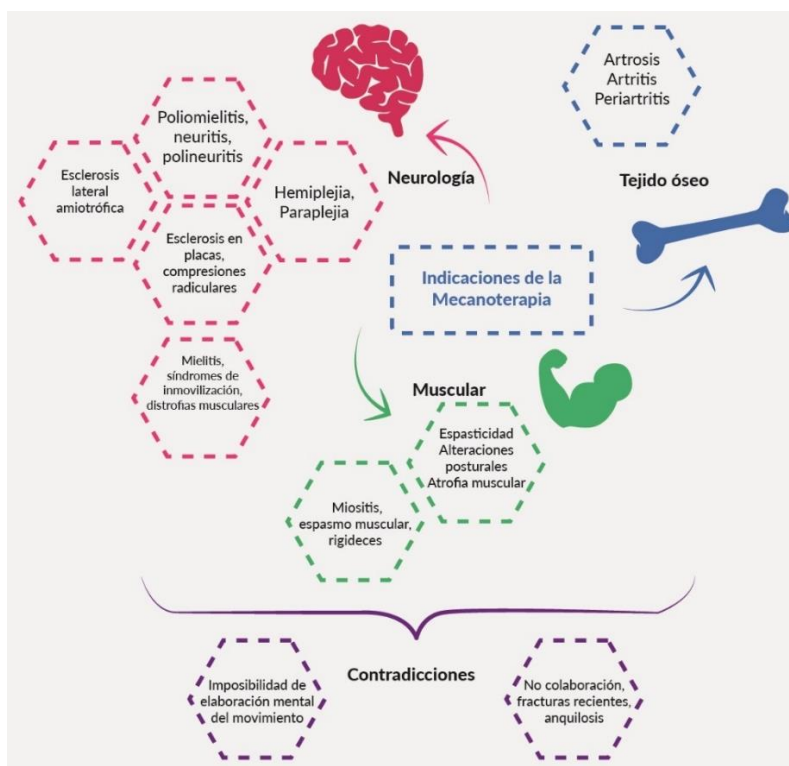 Artrosis
Artritis
Periartritis
Poliomielitis,
neuritis,
polineuritis
Esclerosis
lateral
amiotrófica
Hemiplejia,
Paraplejia
Neurología
Tejido óseo
Esclerosis en
placas,
compresiones
radiculares
Indicaciones de la
Mecanoterapia
Mielitis,
síndromes de
inmovilización,
distrofias musculares
Muscular
Espasticidad
Alteraciones
posturales
Atrofia muscular
Miositis,
espasmo muscular,
rigideces
Contradicciones
Imposibilidad de
elaboración mental
del movimiento
No colaboración,
fracturas recientes,
anquilosis